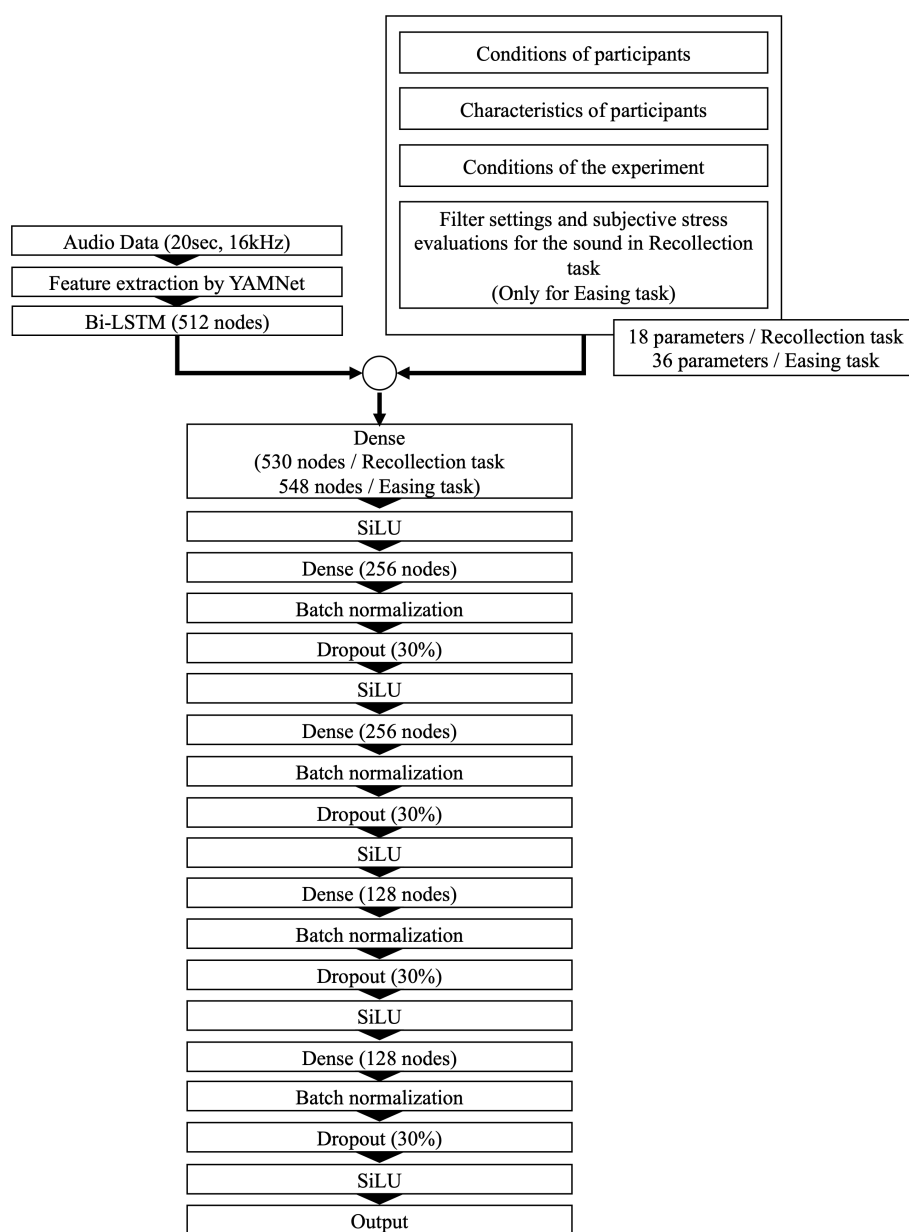 Conditions of participants
Characteristics of participants
Conditions of the experiment
Filter settings and subjective stress
evaluations for the sound in Recollection
task
(Only for Easing task)
18 parameters / Recollection task
36 parameters / Easing task
Audio Data (20sec, 16kHz)
Feature extraction by YAMNet
Bi-LSTM (512 nodes)
Dense
(530 nodes / Recollection task
548 nodes / Easing task)
SiLU
Dense (256 nodes)
Batch normalization
Dropout (30%)
SiLU
Dense (256 nodes)
Batch normalization
Dropout (30%)
SiLU
Dense (128 nodes)
Batch normalization
Dropout (30%)
SiLU
Dense (128 nodes)
Batch normalization
Dropout (30%)
SiLU
Output